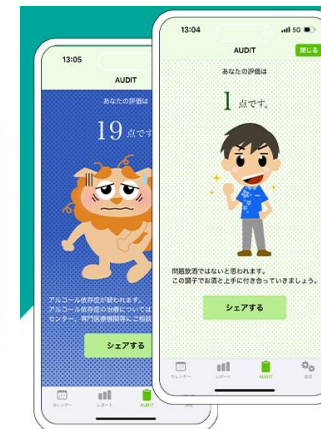 13:05
AUDIT
あなたの評価は
19 点です
アルコール依存症が疑われます。
アルコール依存症の治療については
センター、専門医療機関等にご相談
シェアする
カレンダー
レポート
AUDIT
13:04
5G
AUDIT
閉じる
あなたの評価は
1 点です。
問題飲酒ではないと思われます。
この調子でお酒と上手に付き合っていきましょう。
シェアする
カレンダー
レポート
AUDIT
設定